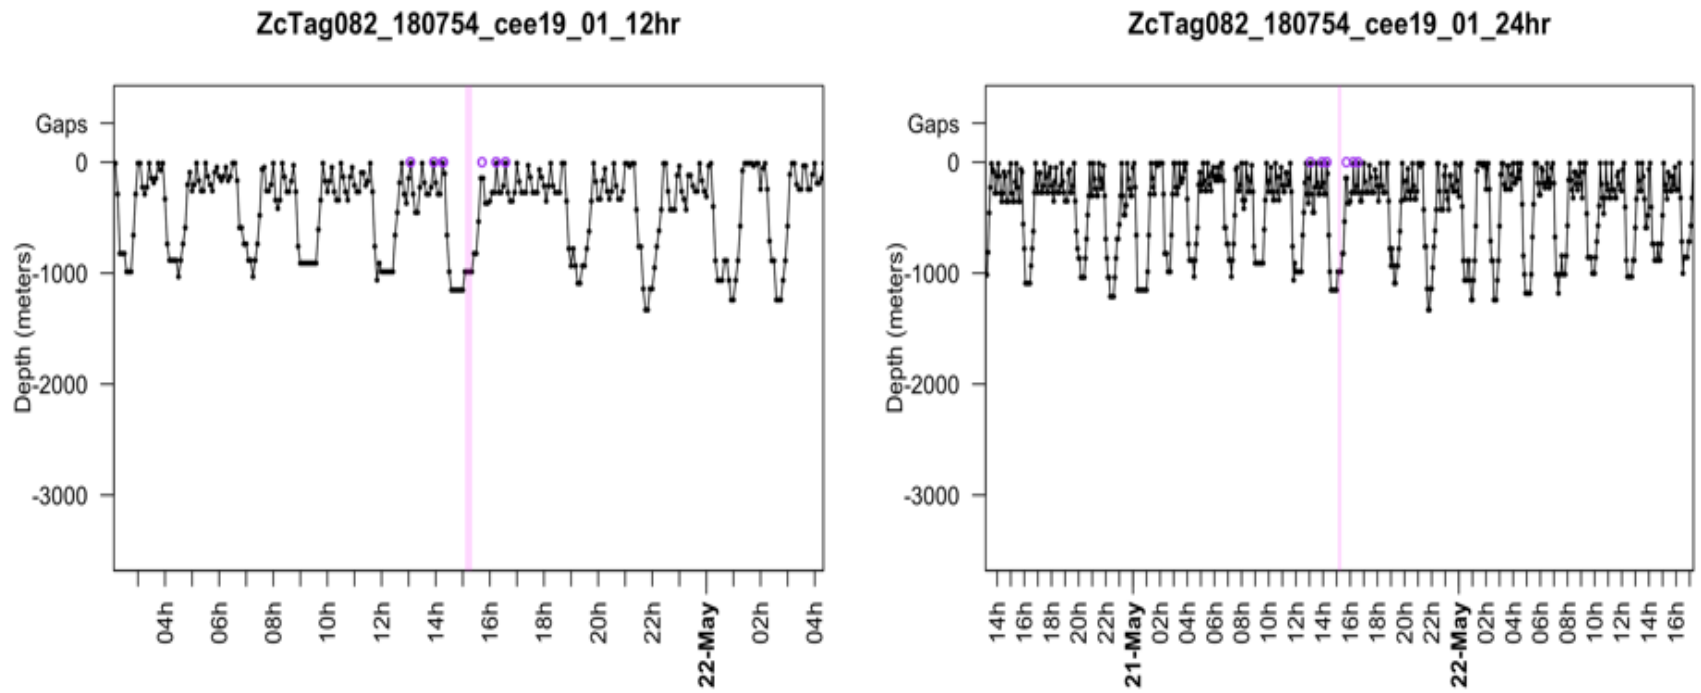 ZcTag082_180754_cee19_01_12hr
Gaps
0
-1000
-2000
-3000
Depth (meters)
04h
06h
08h
10h
12h
14h
16h
18h
20h
22h
22-May
02h
04h
ZcTag082_180754_cee19_01_24hr
Gaps
0
-1000
-2000
-3000
Depth (meters)
14h
16h
18h
20h
22h
21-May
02h
04h
06h
08h
10h
12h
14h
16h
18h
20h
22h
22-May
02h
04h
06h
08h
10h
12h
14h
16h